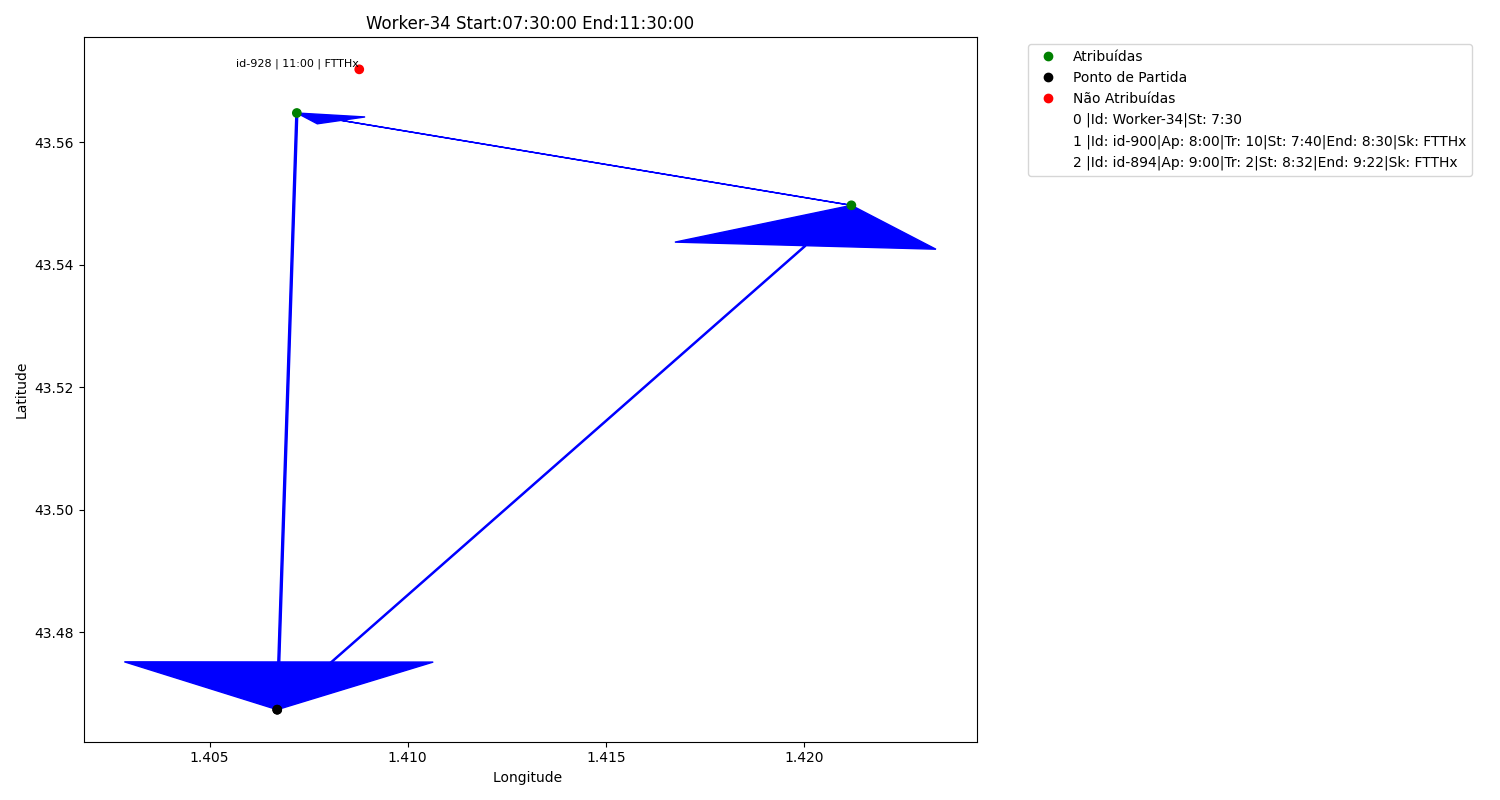 Worker-34 Start:07:30:00 End:11:30:00
id-928 | 11:00 | FTTHx
Atribuídas
Ponto de Partida
Não Atribuídas
0 |Id: Worker-34|St: 7:30
1 |Id: id-900|Ap: 8:00|Tr: 10|St: 7:40|End: 8:30|Sk: FTTHx
2 |Id: id-894|Ap: 9:00|Tr: 2|St: 8:32|End: 9:22|Sk: FTTHx
Latitude
43.56
43.54
43.52
43.50
43.48
1.405
1.410
1.415
1.420
Longitude